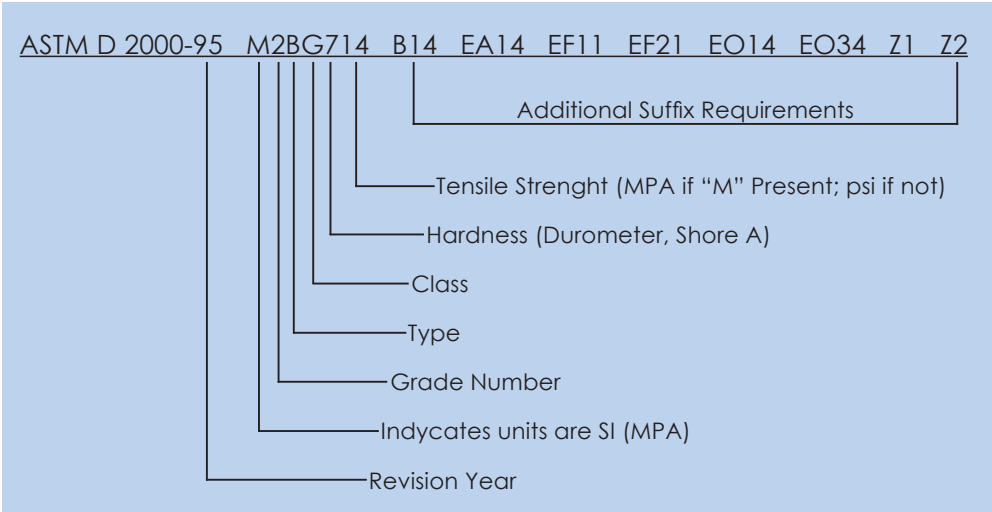 ASTM D 2000-95 M2BG714 B14 EA14 EF11 EF21 EO14 EO34 Z1 Z2
Additional Suffix Requirements
Tensile Strenght (MPA if “M” Present; psi if not)
Hardness (Durometer, Shore A)
Class
Type
Grade Number
Indycates units are SI (MPA)
Revision Year